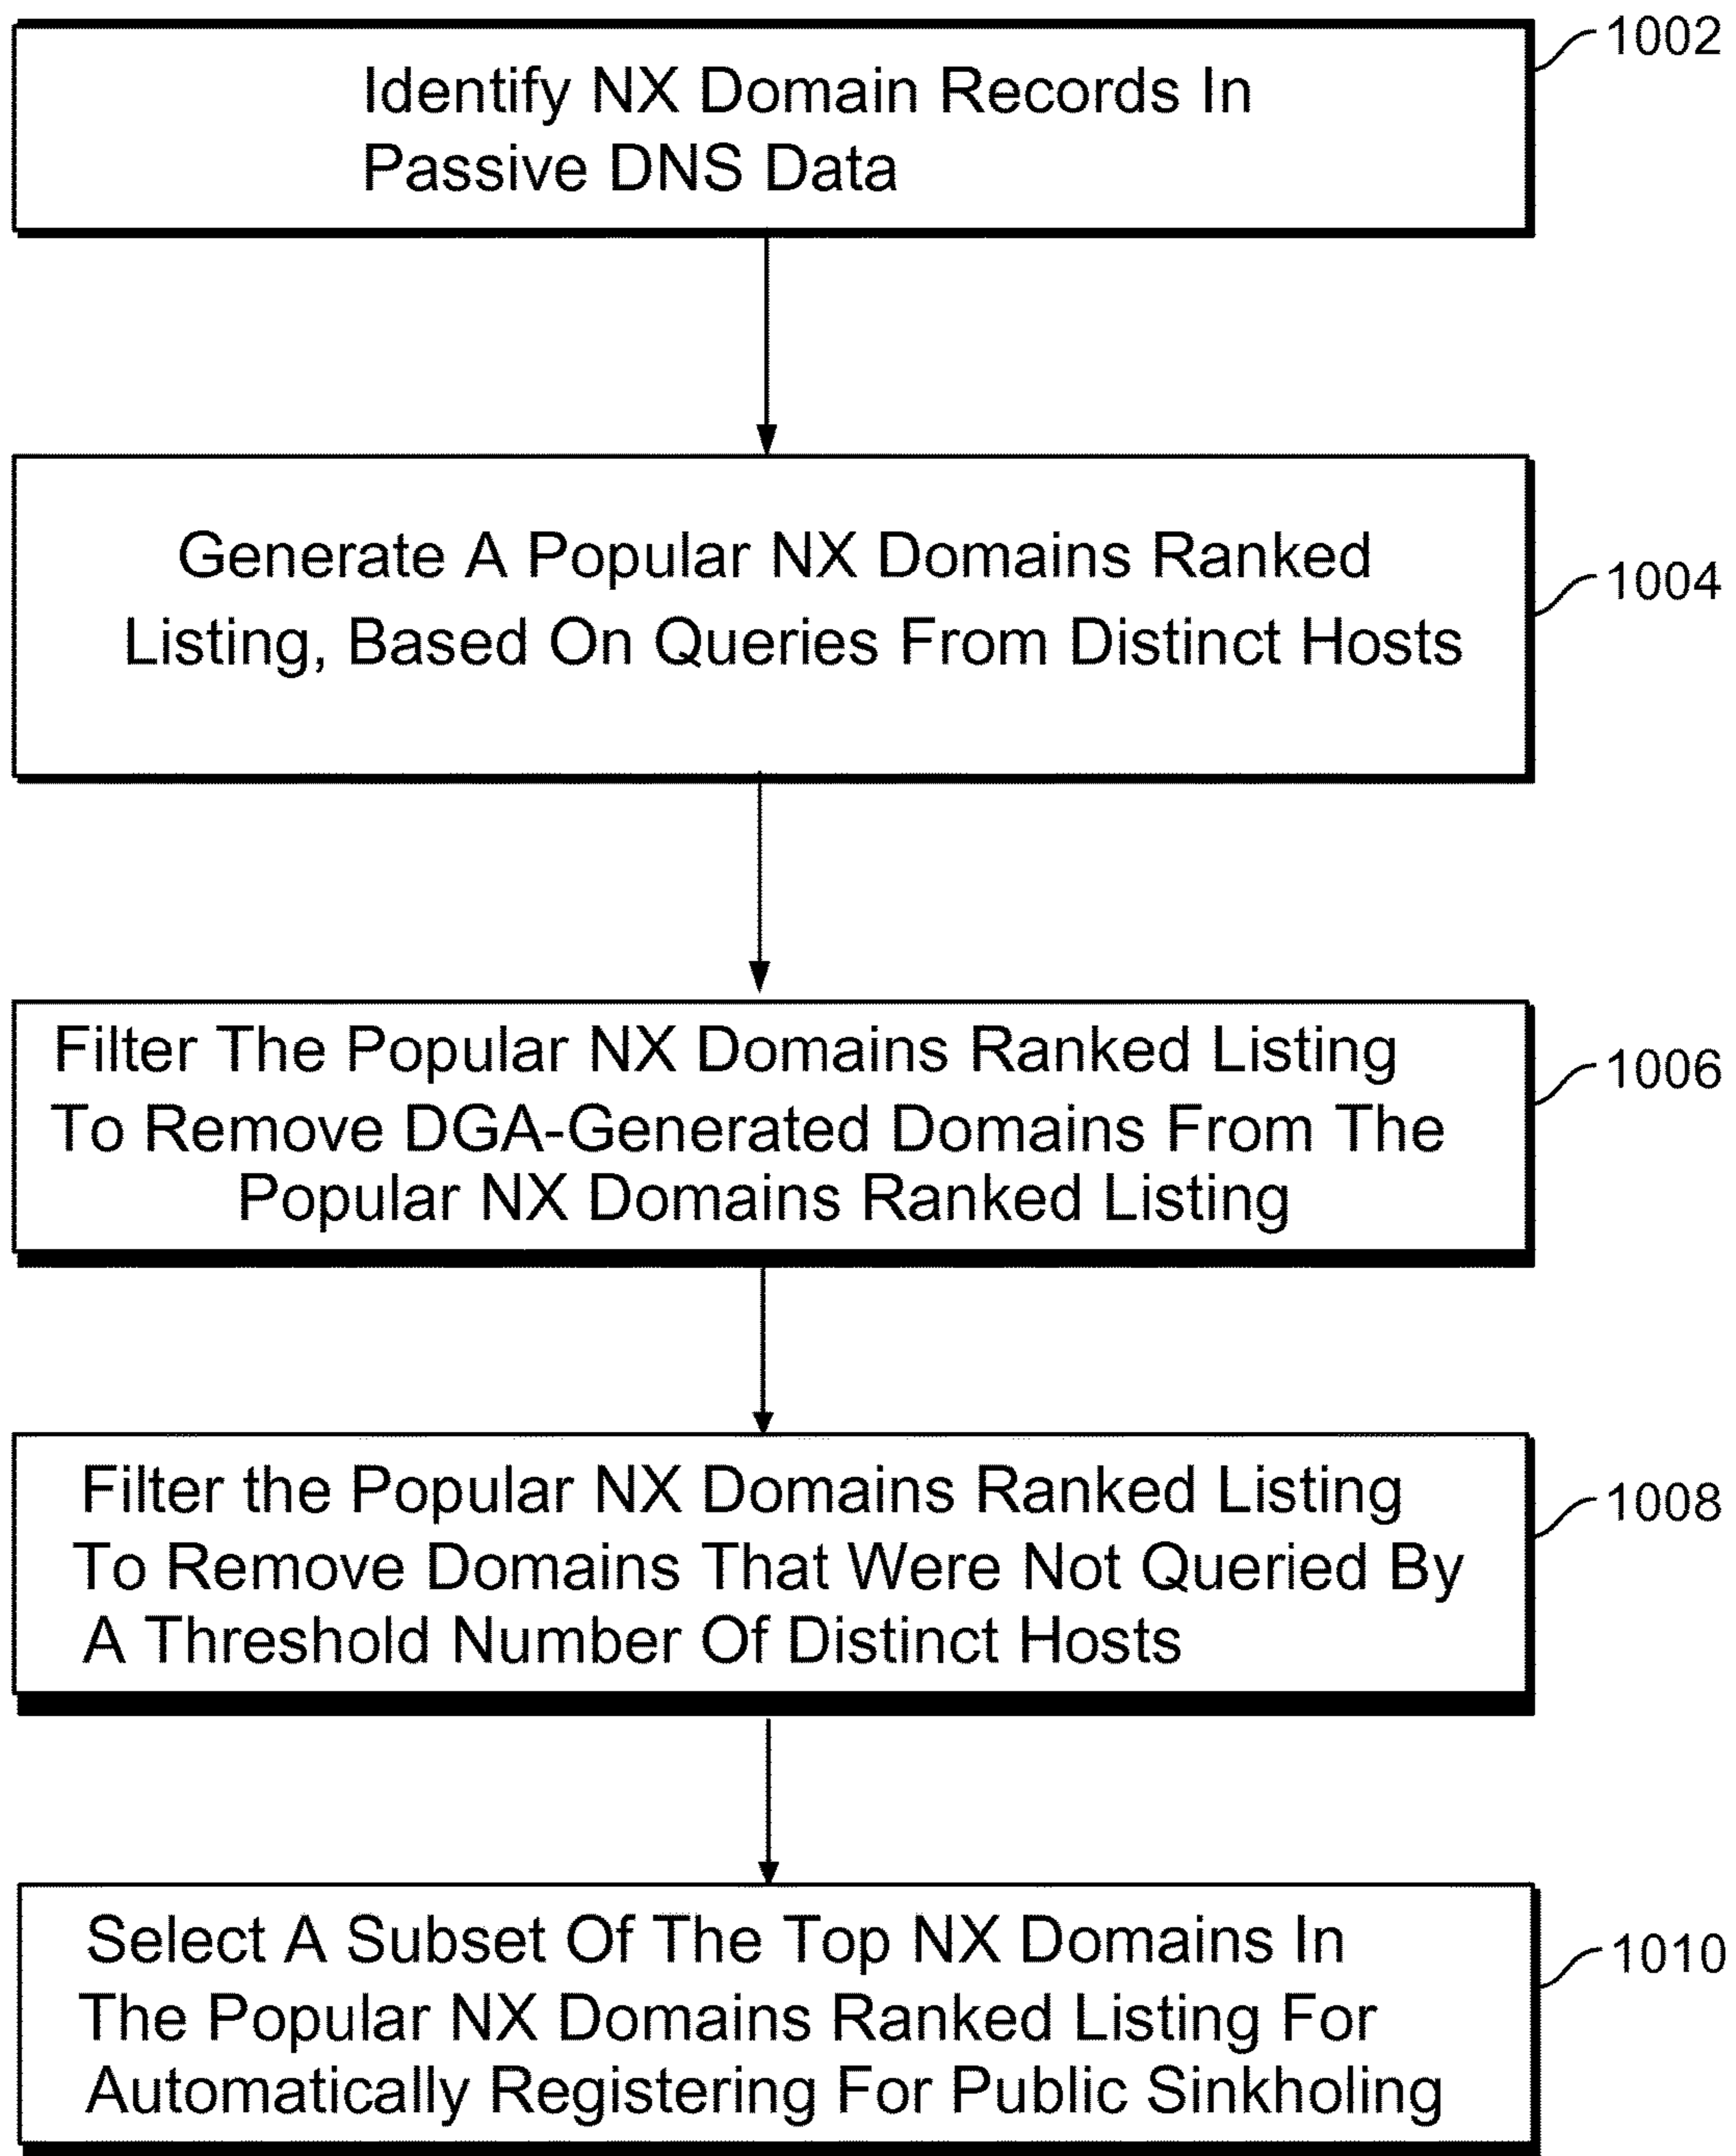 Identify NX Domain Records In
Passive DNS Data
1002
Generate A Popular NX Domains Ranked
Listing, Based On Queries From Distinct Hosts
1004
Filter The Popular NX Domains Ranked Listing
To Remove DGA-Generated Domains From The
Popular NX Domains Ranked Listing
1006
Filter the Popular NX Domains Ranked Listing
To Remove Domains That Were Not Queried By
A Threshold Number Of Distinct Hosts
1008
Select A Subset Of The Top NX Domains In
The Popular NX Domains Ranked Listing For
Automatically Registering For Public Sinkholing
1010